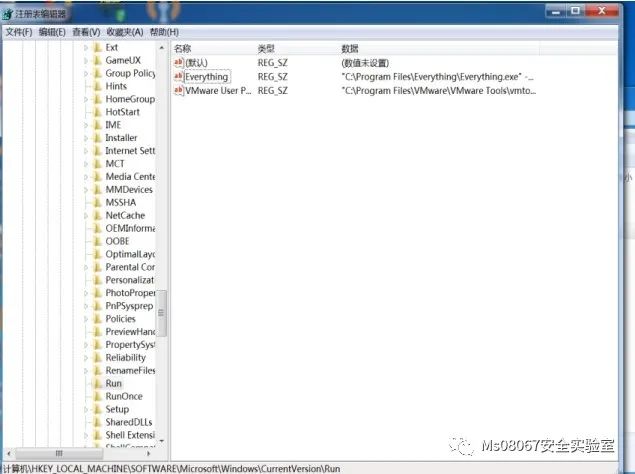 注册表编辑器
文件(F) 编辑(E) 查看(V) 收藏夹(A) 帮助(H)
名称 类型 数据
(默认) REG_SZ (数值未设置)
Everything REG_SZ "C:\Program Files\Everything\Everything.exe" -...
VMware User P... REG_SZ "C:\Program Files\VMware\VMware Tools\vmto...
Ext
GameUX
Group Policy
Hints
HomeGroup
HotStart
IME
Installer
Internet Sett
MCT
Media Cente
MMDevices
MSSHA
NetCache
OEMInforma
OOBE
OptimalLayo
Parental Cor
Personalizat
PhotoProper
PnPSysprep
Policies
PreviewHand
PropertySyst
Reliability
RenameFiles
Run
RunOnce
Setup
SharedDLLs
Shell Extensi
小
Ms08067安全实验室
计算机\HKEY_LOCAL_MACHINE\SOFTWARE\Microsoft\Windows\CurrentVersion\Run